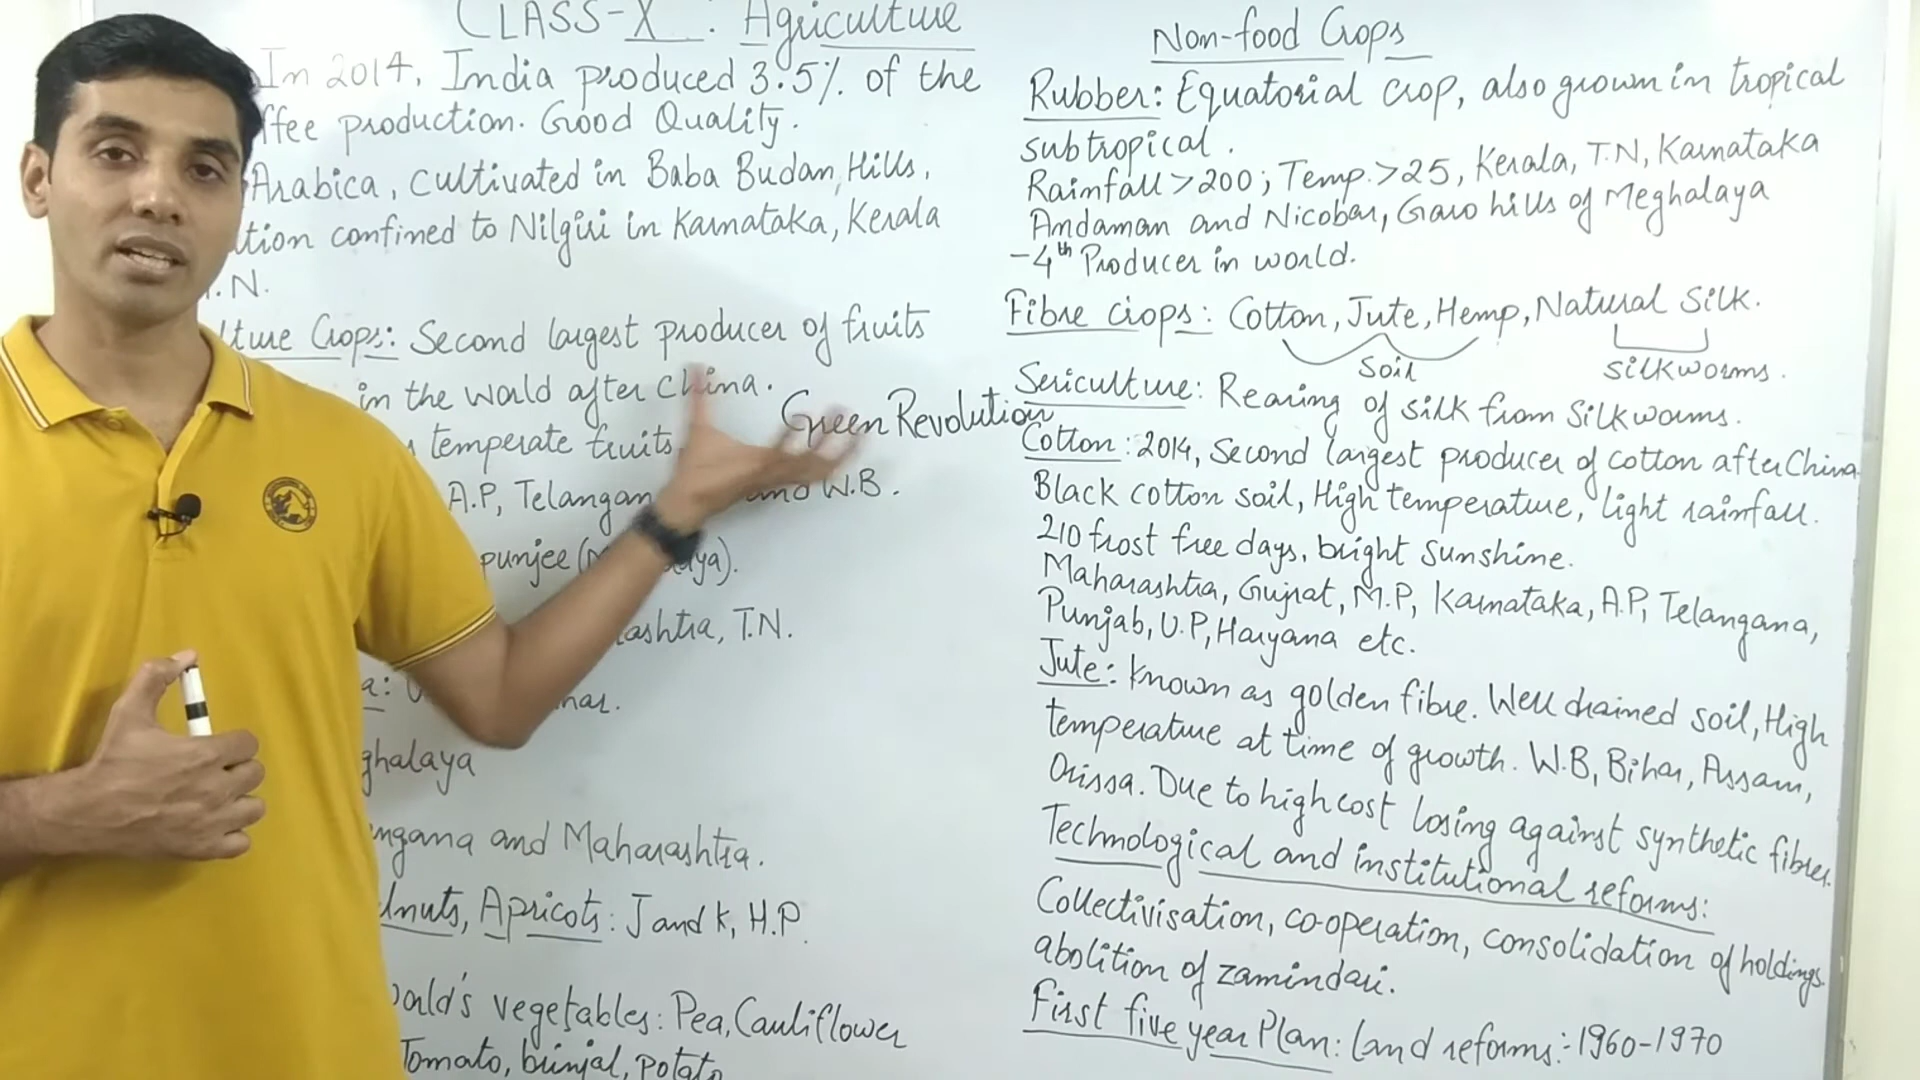 CLASS-X : Agriculture
In 2014, India produced 3.5% of the
ffee production. Good Quality.
Arabica, cultivated in Baba Budan Hills,
tion confined to Nilgiri in Karnataka, Kerala
.N.
ture Crops: Second largest producer of fruits
in the world after China.
temperate fruits
Green Revolution
A.P, Telangan and W.B.
punjee (M ya).
ashtra, T.N.
a: U har.
ghalaya
ngana and Maharashtra.
lnuts, Apricots: J and K, H.P.
orld's vegetables: Pea, Cauliflower
Tomato, brinjal, potato
Non-food Crops
Rubber: Equatorial crop, also grown in tropical
subtropical.
Rainfall >200; Temp.>25, Kerala, T.N, Karnataka
Andaman and Nicobar, Garo hills of Meghalaya
-4th Producer in world.
Fibre crops: Cotton, Jute, Hemp, Natural Silk.
Soil silkworms.
Sericulture: Rearing of silk from silkworms.
Cotton: 2014, Second largest producer of cotton after China
Black cotton soil, High temperature, light rainfall.
210 frost free days, bright sunshine.
Maharashtra, Gujrat, M.P, Karnataka, A.P, Telangana,
Punjab, U.P, Haryana etc.
Jute: known as golden fibre. Well drained soil, High
temperature at time of growth. W.B, Bihar, Assam,
Orissa. Due to high cost losing against synthetic fibres.
Technological and institutional reforms:
Collectivisation, co-operation, consolidation of holdings
abolition of zamindari.
First five year Plan: land reforms:-1960-1970